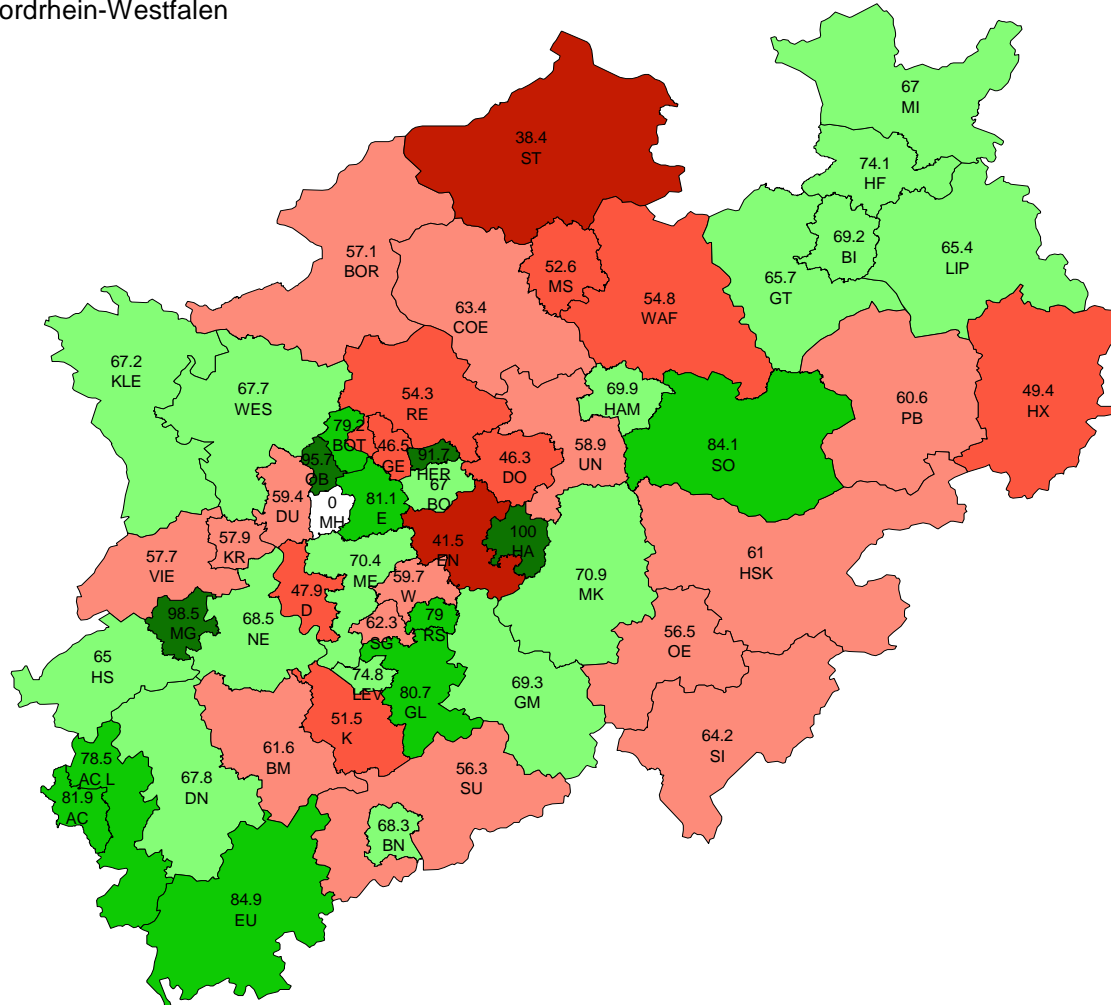 ordrhein-Westfalen
67
MI
38.4
ST
74.1
HF
69.2
BI
65.4
LIP
57.1
BOR
52.6
MS
65.7
GT
54.8
WAF
63.4
COE
67.2
KLE
67.7
WES
54.3
RE
69.9
HAM
60.6
PB
49.4
HX
79.2
BOT
46.5
GE
91.7
HER
46.3
DO
58.9
UN
84.1
SO
95.7
OB
67
BO
59.4
DU
0
MH
81.1
E
41.5
EN
100
HA
57.9
KR
57.7
VIE
70.4
ME
59.7
W
61
HSK
70.9
MK
47.9
D
98.5
MG
68.5
NE
62.3
SG
79
RS
56.5
OE
65
HS
74.8
LEV
80.7
GL
69.3
GM
51.5
K
64.2
SI
61.6
BM
78.5
AC L
67.8
DN
56.3
SU
81.9
AC
68.3
BN
84.9
EU